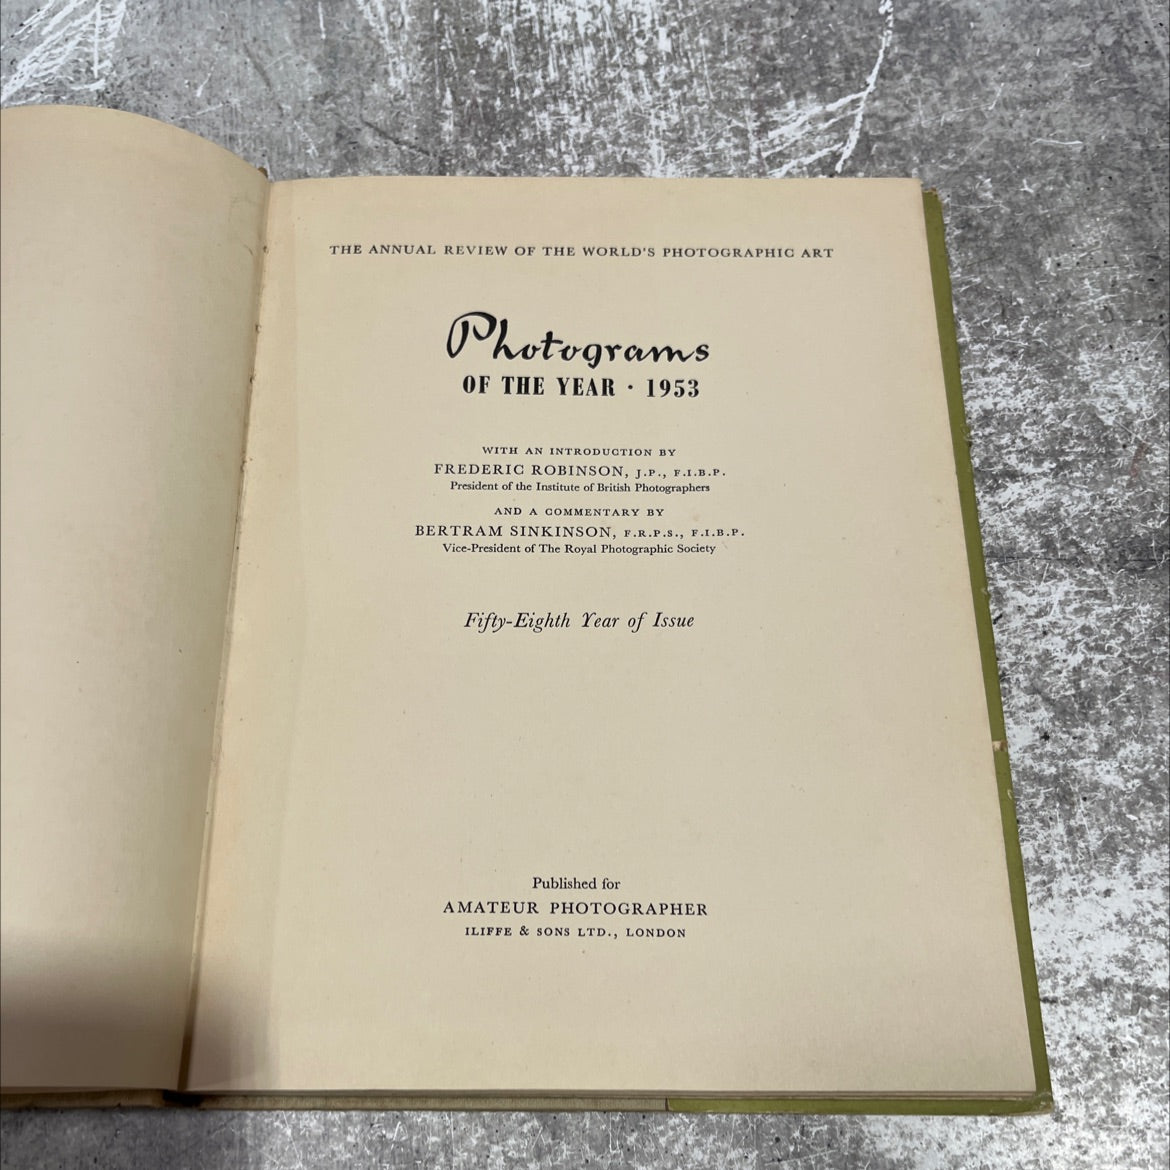 THE ANNUAL REVIEW OF THE WORLD'S PHOTOGRAPHIC ART
Photograms
OF THE YEAR · 1953
WITH AN INTRODUCTION BY
FREDERIC ROBINSON, J.P., F.I.B.P.
President of the Institute of British Photographers
AND A COMMENTARY BY
BERTRAM SINKINSON, F.R.P.S., F.I.B.P.
Vice-President of The Royal Photographic Society
Fifty-Eighth Year of Issue
Published for
AMATEUR PHOTOGRAPHER
ILIFFE & SONS LTD., LONDON